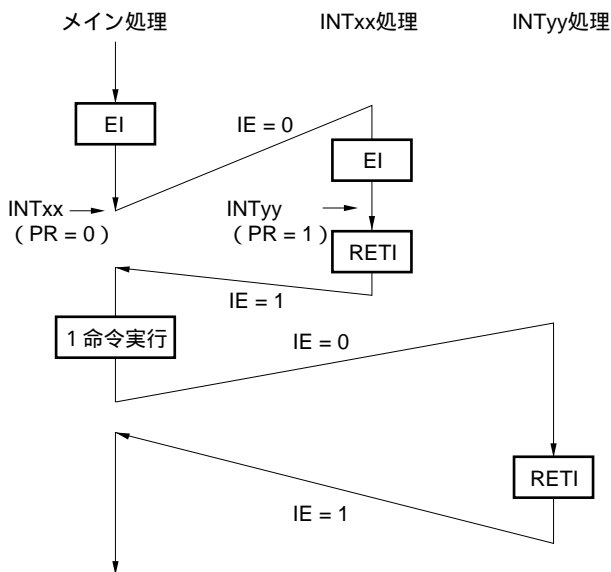 メイン処理 INTxx処理 INTyy処理
EI
IE = 0
EI
INTxx
（PR = 0）
INTyy
（PR = 1）
RETI
IE = 1
1 命令実行
IE = 0
RETI
IE = 1